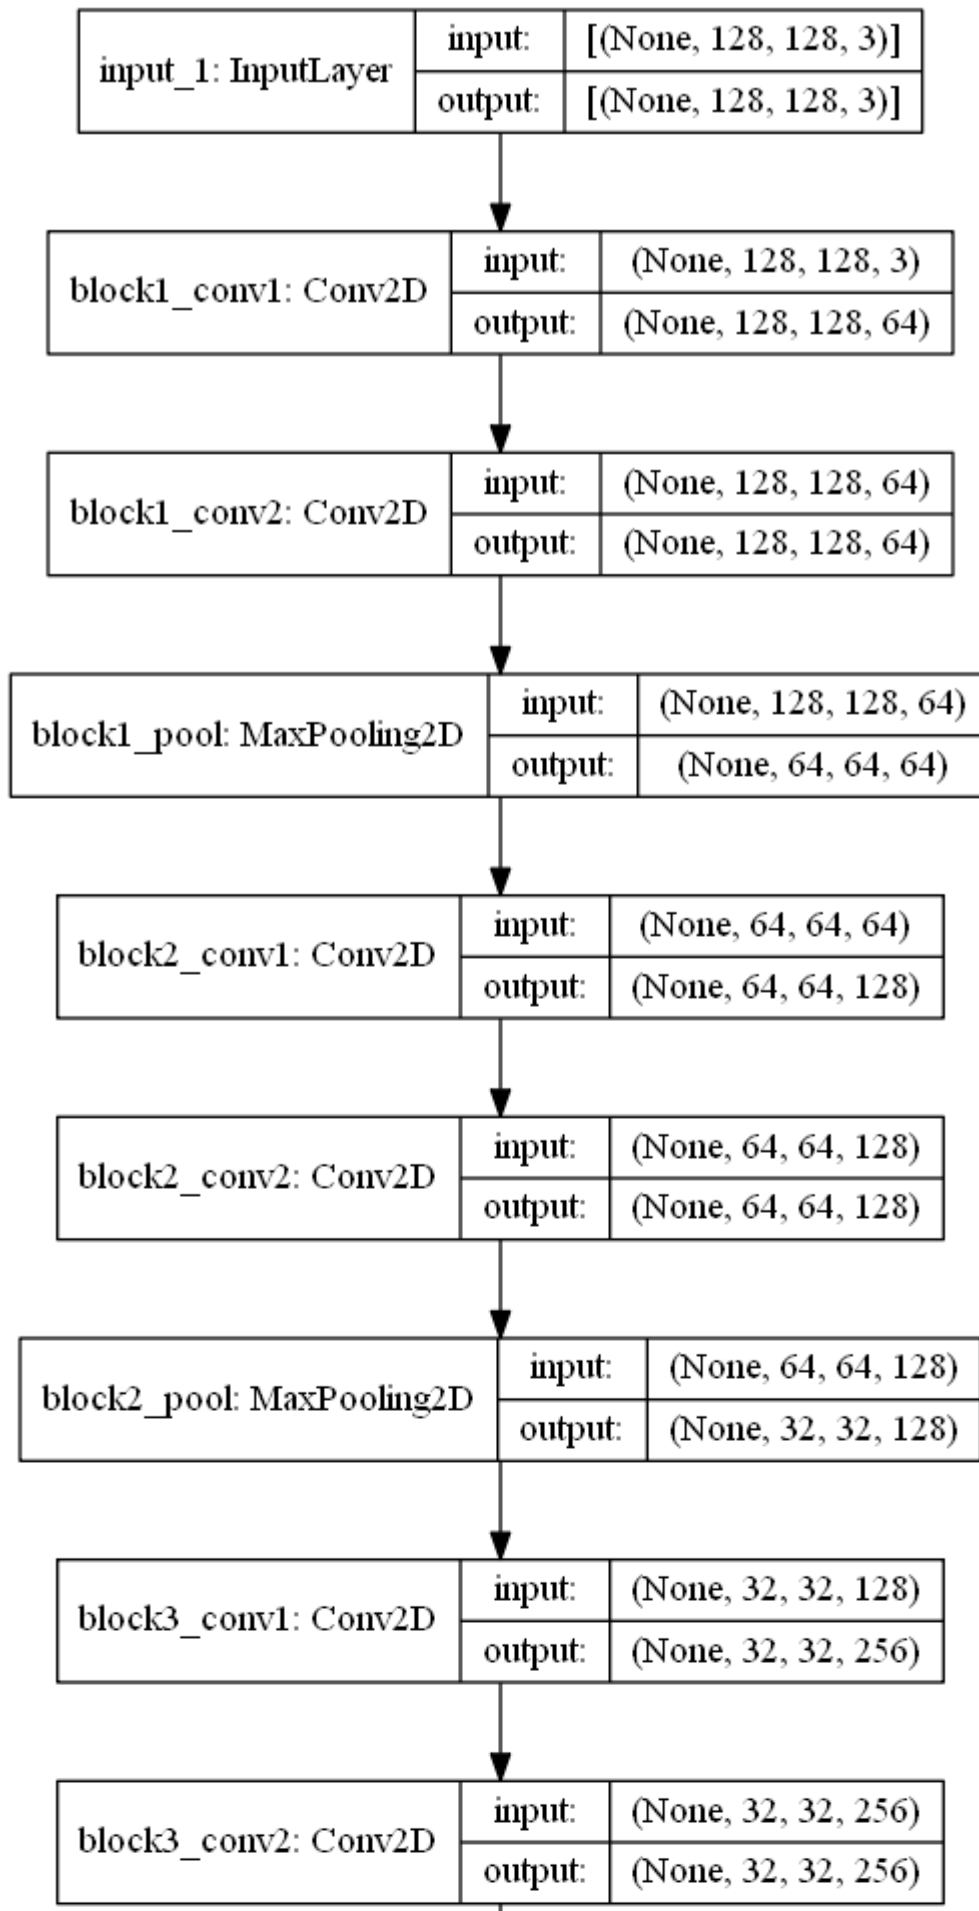 input_1: InputLayer
input: [(None, 128, 128, 3)]
output: [(None, 128, 128, 3)]
block1_conv1: Conv2D
input: (None, 128, 128, 3)
output: (None, 128, 128, 64)
block1_conv2: Conv2D
input: (None, 128, 128, 64)
output: (None, 128, 128, 64)
block1_pool: MaxPooling2D
input: (None, 128, 128, 64)
output: (None, 64, 64, 64)
block2_conv1: Conv2D
input: (None, 64, 64, 64)
output: (None, 64, 64, 128)
block2_conv2: Conv2D
input: (None, 64, 64, 128)
output: (None, 64, 64, 128)
block2_pool: MaxPooling2D
input: (None, 64, 64, 128)
output: (None, 32, 32, 128)
block3_conv1: Conv2D
input: (None, 32, 32, 128)
output: (None, 32, 32, 256)
block3_conv2: Conv2D
input: (None, 32, 32, 256)
output: (None, 32, 32, 256)